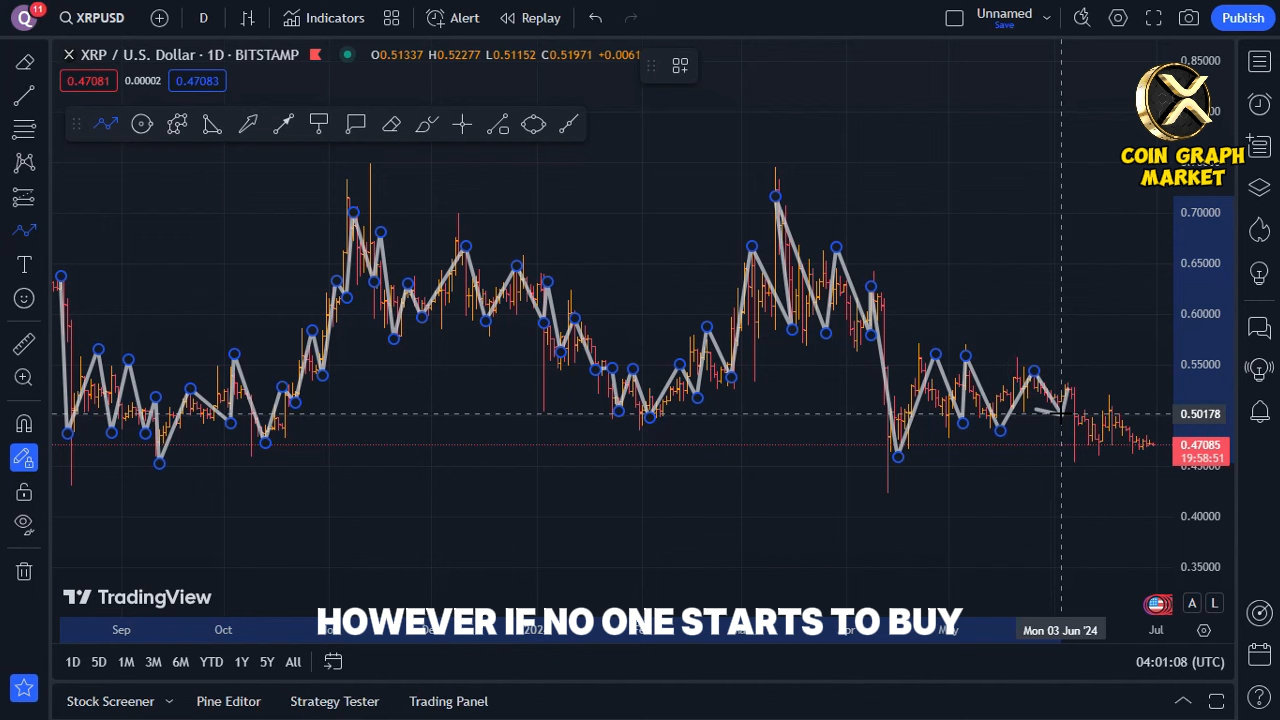 Q 11 XRPUSD D Indicators Alert Replay Unnamed Save Publish
XRP / U.S. Dollar · 1D · BITSTAMP O0.51337 H0.52277 L0.51152 C0.51971 +0.0061
0.47081 0.00002 0.47083
0.85000
COIN GRAPH
MARKET
0.70000
0.65000
0.60000
0.55000
0.50178
0.47085
19:58:51
0.40000
0.35000
TradingView
HOWEVER IF NO ONE STARTS TO BUY
A L
Sep Oct Mon 03 Jun '24 Jul
1D 5D 1M 3M 6M YTD 1Y 5Y All 04:01:08 (UTC)
Stock Screener Pine Editor Strategy Tester Trading Panel